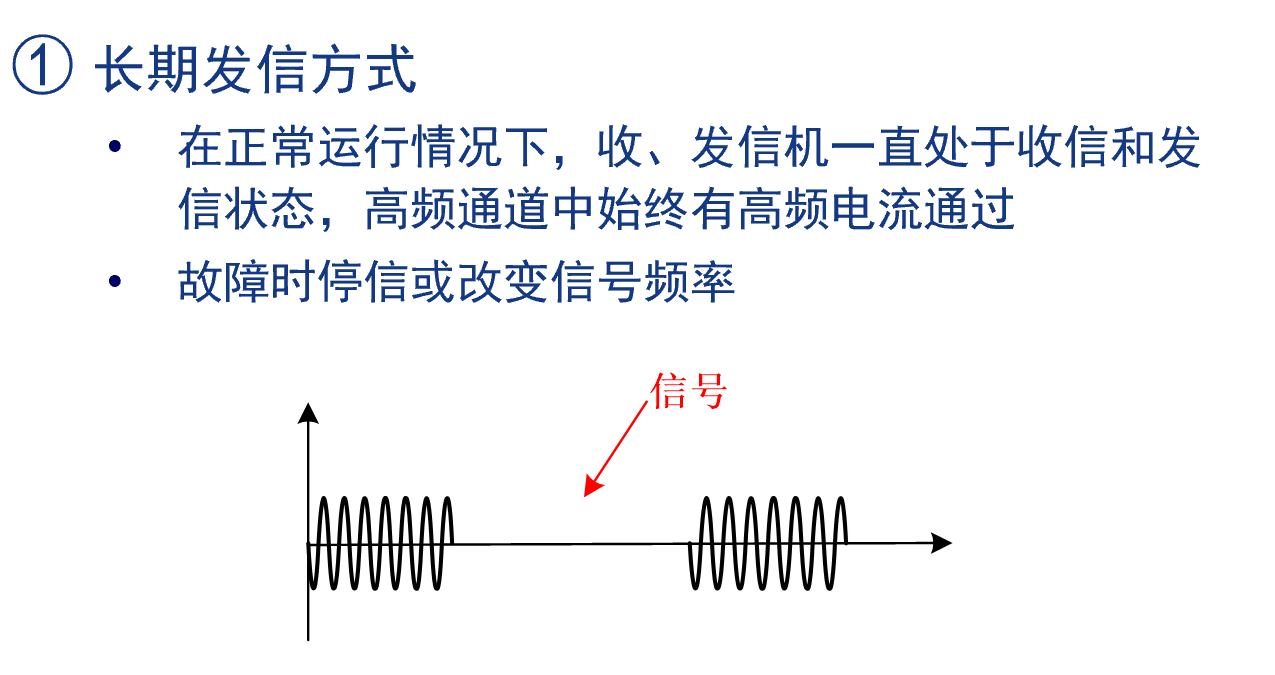 ① 长期发信方式
• 在正常运行情况下，收、发信机一直处于收信和发
信状态，高频通道中始终有高频电流通过
• 故障时停信或改变信号频率
信号